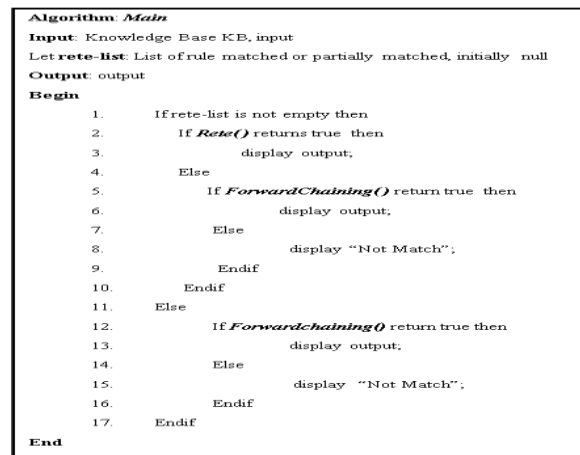 Algorithm: Main
Input: Knowledge Base KB, input
Let rete-list: List of rule matched or partially matched, initially null
Output: output
Begin
1. If rete-list is not empty then
2. If Rete() returns true then
3. display output;
4. Else
5. If ForwardChaining() return true then
6. display output;
7. Else
8. display “Not Match”;
9. Endif
10. Endif
11. Else
12. If Forwardchaining() return true then
13. display output;
14. Else
15. display “Not Match”;
16. Endif
17. Endif
End